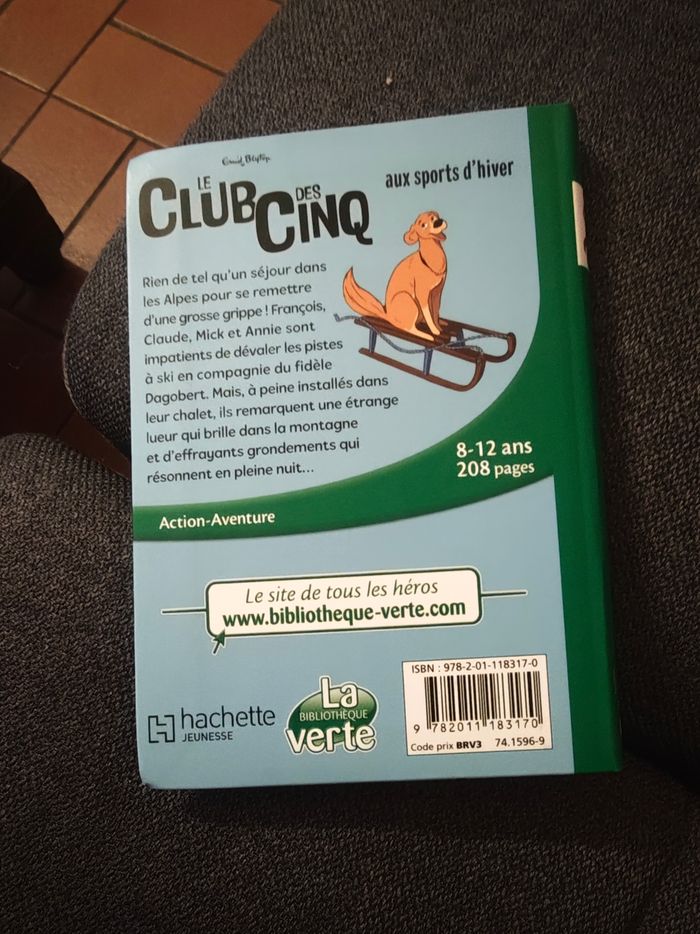 Enid Blyton
LE CLUB DES CINQ
aux sports d'hiver
Rien de tel qu'un séjour dans
les Alpes pour se remettre
d'une grosse grippe ! François,
Claude, Mick et Annie sont
impatients de dévaler les pistes
à ski en compagnie du fidèle
Dagobert. Mais, à peine installés dans
leur chalet, ils remarquent une étrange
lueur qui brille dans la montagne
et d'effrayants grondements qui
résonnent en pleine nuit...
8-12 ans
208 pages
Action-Aventure
Le site de tous les héros
www.bibliotheque-verte.com
hachette
JEUNESSE
La
BIBLIOTHÈQUE
verte
ISBN : 978-2-01-118317-0
9 782011 183170
Code prix BRV3 74.1596-9